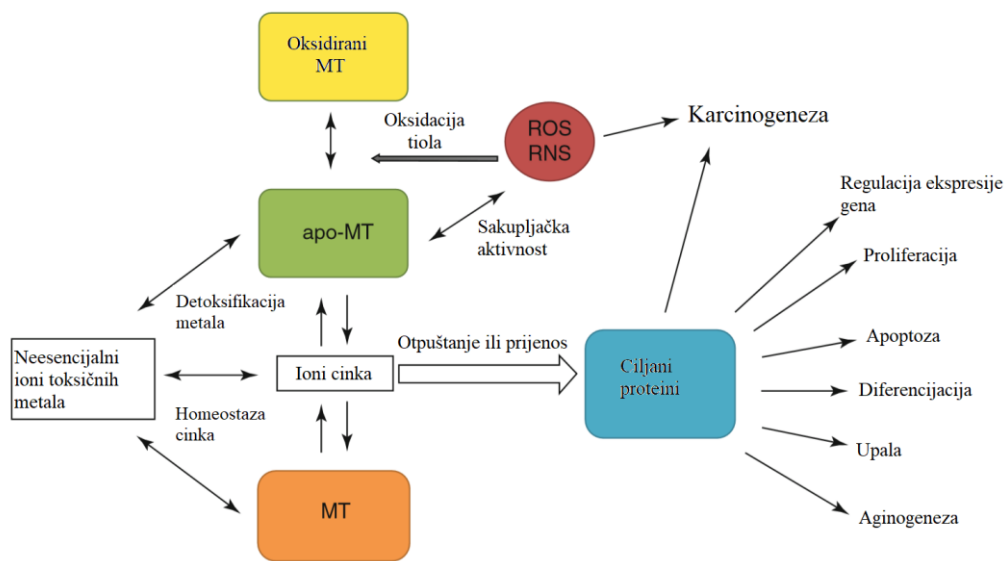 Oksidirani
MT
Oksidacija
tiola
ROS
RNS
Karcinogeneza
Regulacija ekspresije
gena
apo-MT
Sakupljačka
aktivnost
Proliferacija
Detoksifikacija
metala
Neesencijalni
ioni toksičnih
metala
Ioni cinka
Otpuštanje ili prijenos
Ciljani
proteini
Apoptoza
Diferencijacija
Homeostaza
cinka
Upala
MT
Aginogeneza